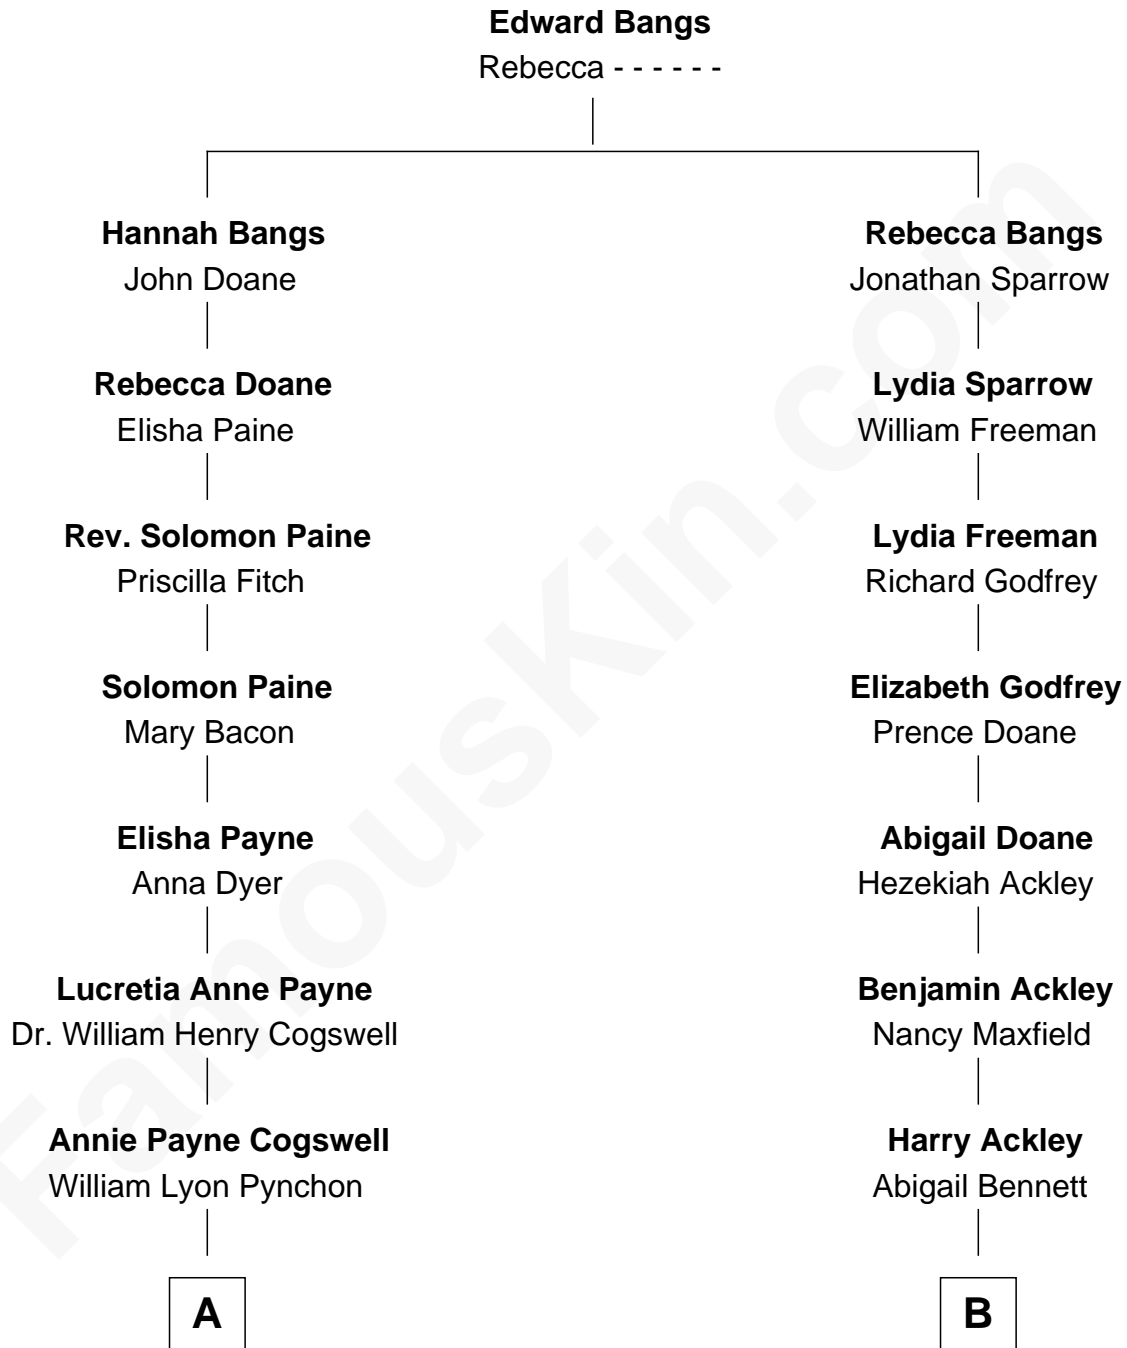 Edward Bangs
Rebecca - - - - - -
Hannah Bangs
John Doane
Rebecca Doane
Elisha Paine
Rev. Solomon Paine
Priscilla Fitch
Solomon Paine
Mary Bacon
Elisha Payne
Anna Dyer
Lucretia Anne Payne
Dr. William Henry Cogswell
Annie Payne Cogswell
William Lyon Pynchon
A
Rebecca Bangs
Jonathan Sparrow
Lydia Sparrow
William Freeman
Lydia Freeman
Richard Godfrey
Elizabeth Godfrey
Prence Doane
Abigail Doane
Hezekiah Ackley
Benjamin Ackley
Nancy Maxfield
Harry Ackley
Abigail Bennett
B
FamousKin.com